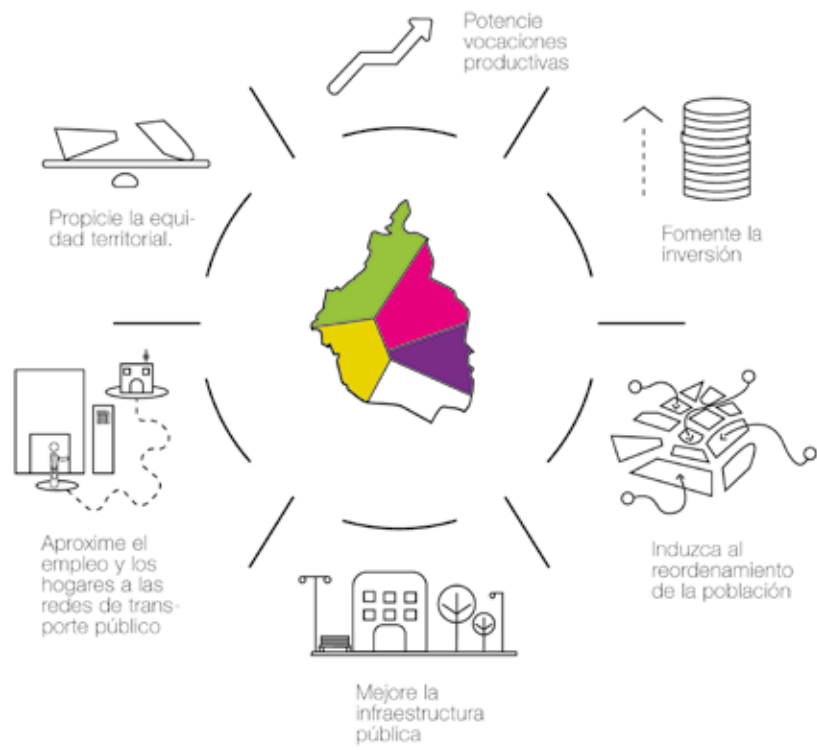 Potencie
vocaciones
productivas
Propicie la equi-
dad territorial.
Fomente la
inversión
Aproxime el
empleo y los
hogares a las
redes de trans-
porte público
Induzca al
reordenamiento
de la población
Mejore la
infraestructura
pública